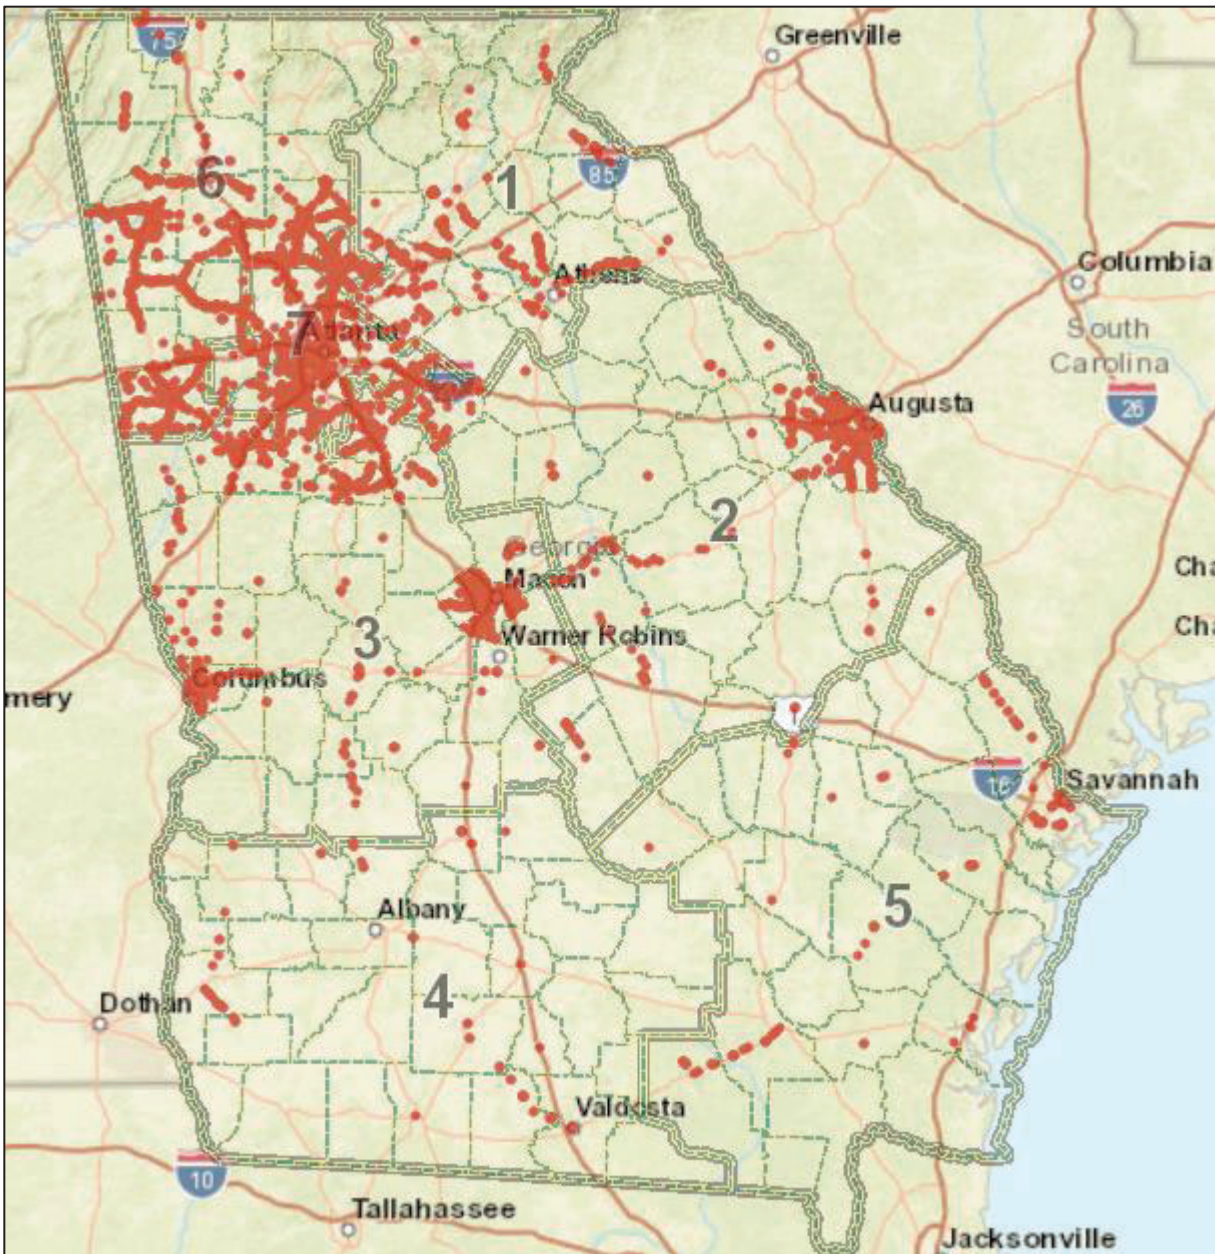 75
Greenville
6
1
85
Athens
Columbia
7
Atlanta
South
Carolina
26
Augusta
2
Georgia
Macon
Cha
Cha
3
Warner Robins
Columbus
mery
16
Savannah
5
Albany
4
Dothan
Valdosta
10
Tallahassee
Jacksonville